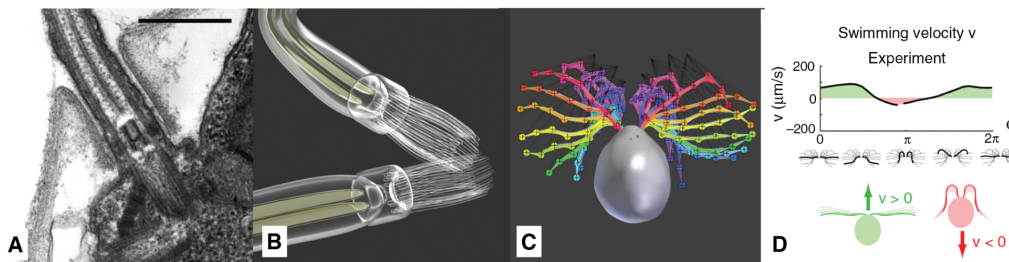 A
B
C
D
Swimming velocity v
Experiment
v (μm/s)
200
0
−200
0
π
2π
v > 0
v < 0